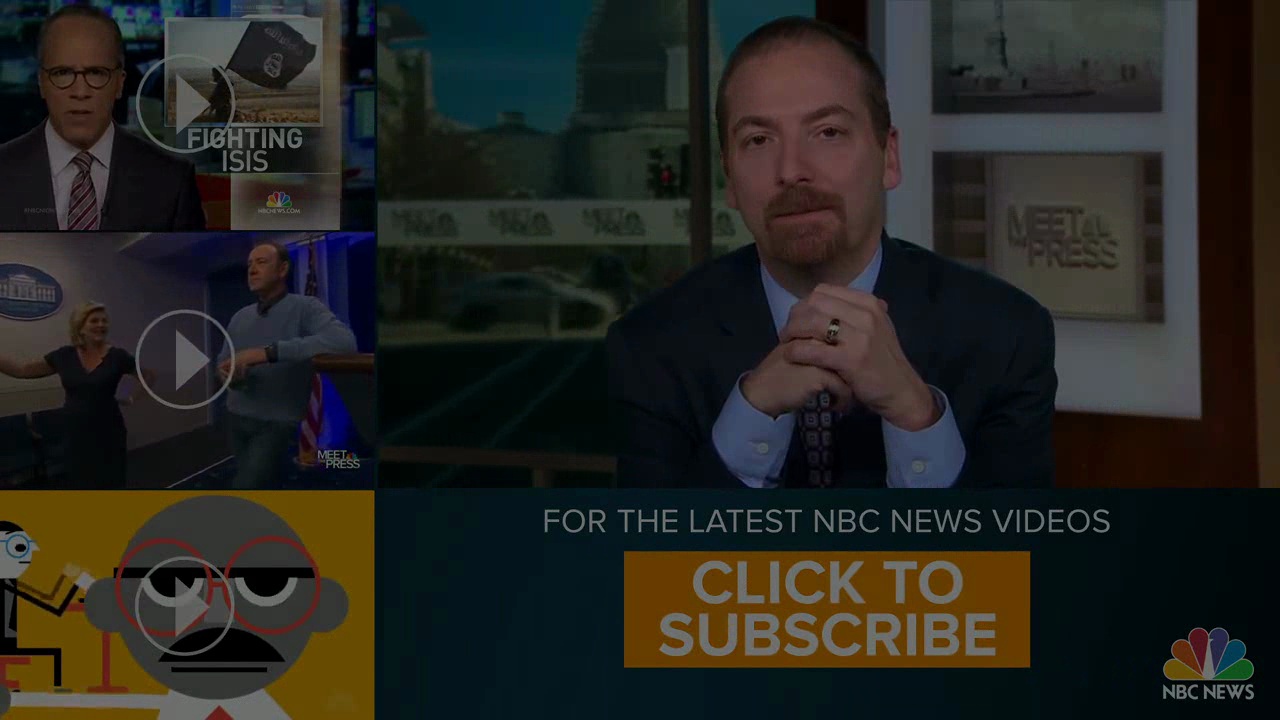 FIGHTING
ISIS
NBCNEWS.COM
MEET THE
PRESS
MEET THE
PRESS
FOR THE LATEST NBC NEWS VIDEOS
CLICK TO
SUBSCRIBE
NBC NEWS